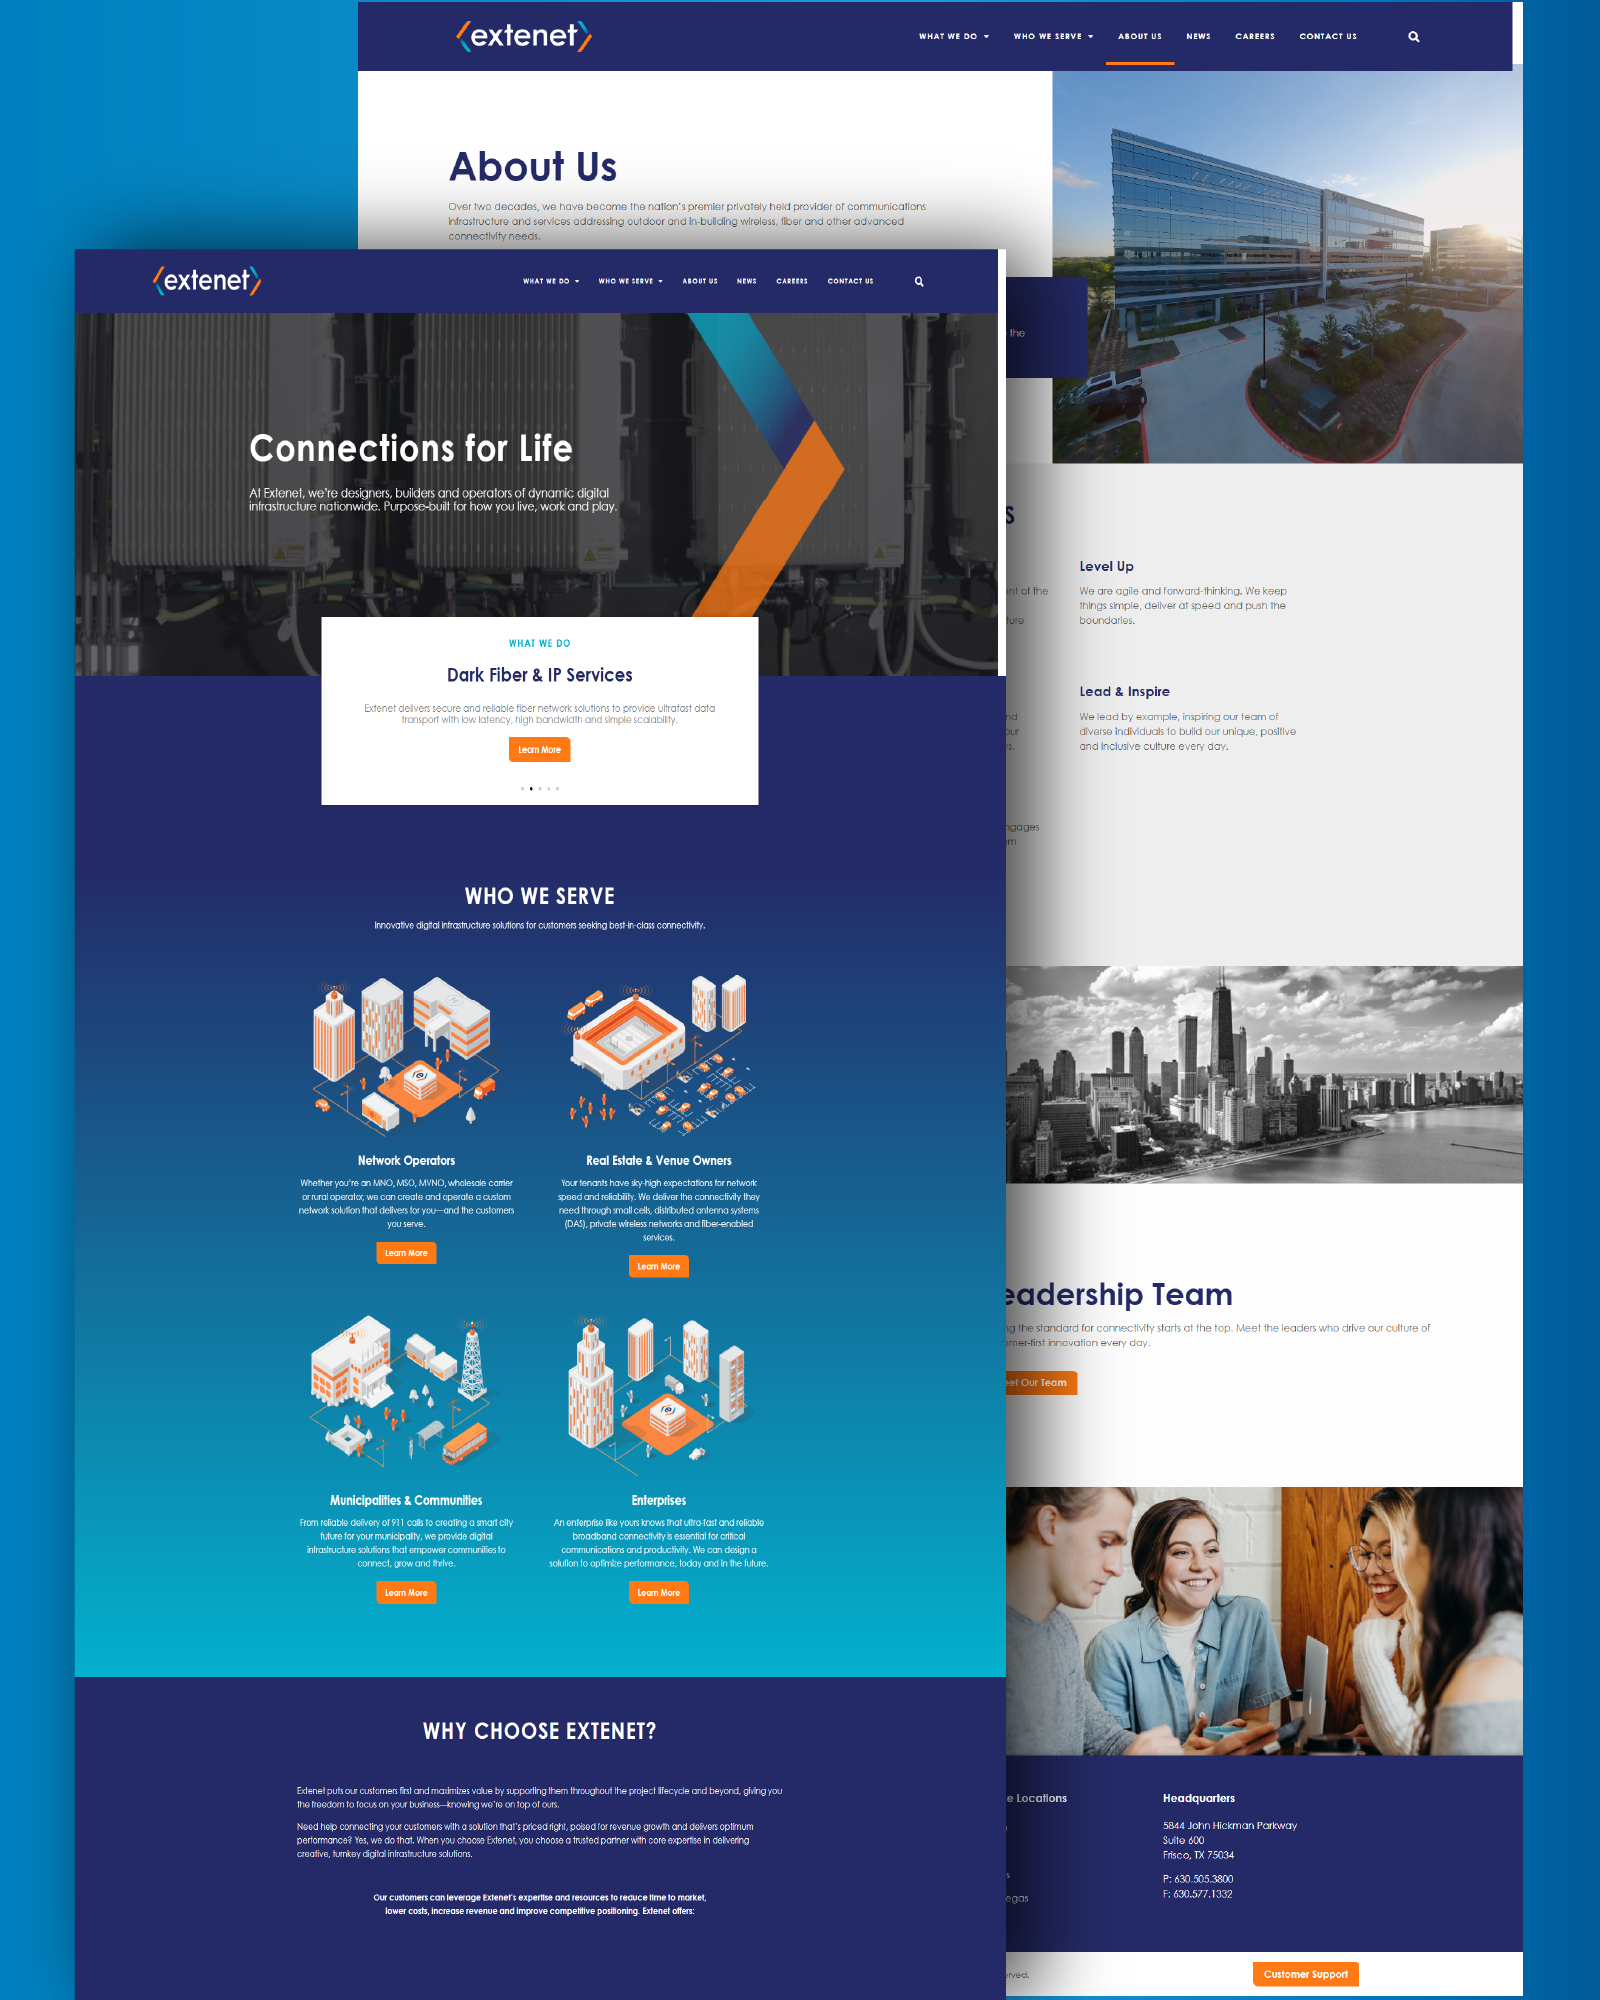 extenet
WHAT WE DO
WHO WE SERVE
ABOUT US
NEWS
CAREERS
CONTACT US
About Us
Over two decades, we have become the nation's premier privately held provider of communications
infrastructure and services addressing outdoor and in-building wireless, fiber and other advanced
connectivity needs.
the
Level Up
of the
We are agile and forward-thinking. We keep
things simple, deliver at speed and push the
boundaries.
Lead & Inspire
We lead by example, inspiring our team of
diverse individuals to build our unique, positive
and inclusive culture every day.
eadership Team
ng the standard for connectivity starts at the top. Meet the leaders who drive our culture of
omer-first innovation every day.
eet Our Team
e Locations
egas
Headquarters
5844 John Hickman Parkway
Suite 600
Frisco, TX 75034
P: 630.505.3800
F: 630.577.1332
erved.
Customer Support
extenet
WHAT WE DO
WHO WE SERVE
ABOUT US
NEWS
CAREERS
CONTACT US
Connections for Life
At Extenet, we're designers, builders and operators of dynamic digital
infrastructure nationwide. Purpose-built for how you live, work and play.
WHAT WE DO
Dark Fiber & IP Services
Extenet delivers secure and reliable fiber network solutions to provide ultrafast data
transport with low latency, high bandwidth and simple scalability.
Learn More
WHO WE SERVE
Innovative digital infrastructure solutions for customers seeking best-in-class connectivity.
Network Operators
Whether you're an MNO, MSO, MVNO, wholesale carrier
or rural operator, we can create and operate a custom
network solution that delivers for you—and the customers
you serve.
Learn More
Real Estate & Venue Owners
Your tenants have sky-high expectations for network
speed and reliability. We deliver the connectivity they
need through small cells, distributed antenna systems
(DAS), private wireless networks and fiber-enabled
services.
Learn More
Municipalities & Communities
From reliable delivery of 911 calls to creating a smart city
future for your municipality, we provide digital
infrastructure solutions that empower communities to
connect, grow and thrive.
Learn More
Enterprises
An enterprise like yours knows that ultra-fast and reliable
broadband connectivity is essential for critical
communications and productivity. We can design a
solution to optimize performance, today and in the future.
Learn More
WHY CHOOSE EXTENET?
Extenet puts our customers first and maximizes value by supporting them throughout the project lifecycle and beyond, giving you
the freedom to focus on your business—knowing we're on top of ours.
Need help connecting your customers with a solution that's priced right, poised for revenue growth and delivers optimum
performance? Yes, we do that. When you choose Extenet, you choose a trusted partner with core expertise in delivering
creative, turnkey digital infrastructure solutions.
Our customers can leverage Extenet's expertise and resources to reduce time to market,
lower costs, increase revenue and improve competitive positioning. Extenet offers: